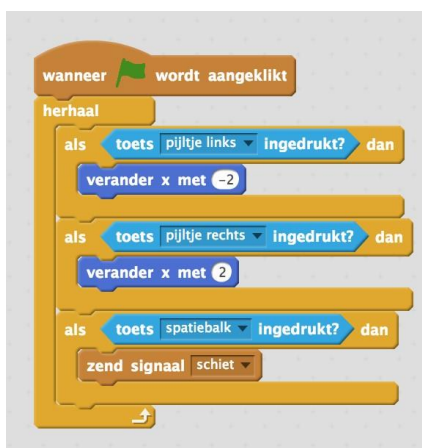 wanneer wordt aangeklikt
herhaal
als toets pijltje links ingedrukt? dan
verander x met -2
als toets pijltje rechts ingedrukt? dan
verander x met 2
als toets spatiebalk ingedrukt? dan
zend signaal schiet